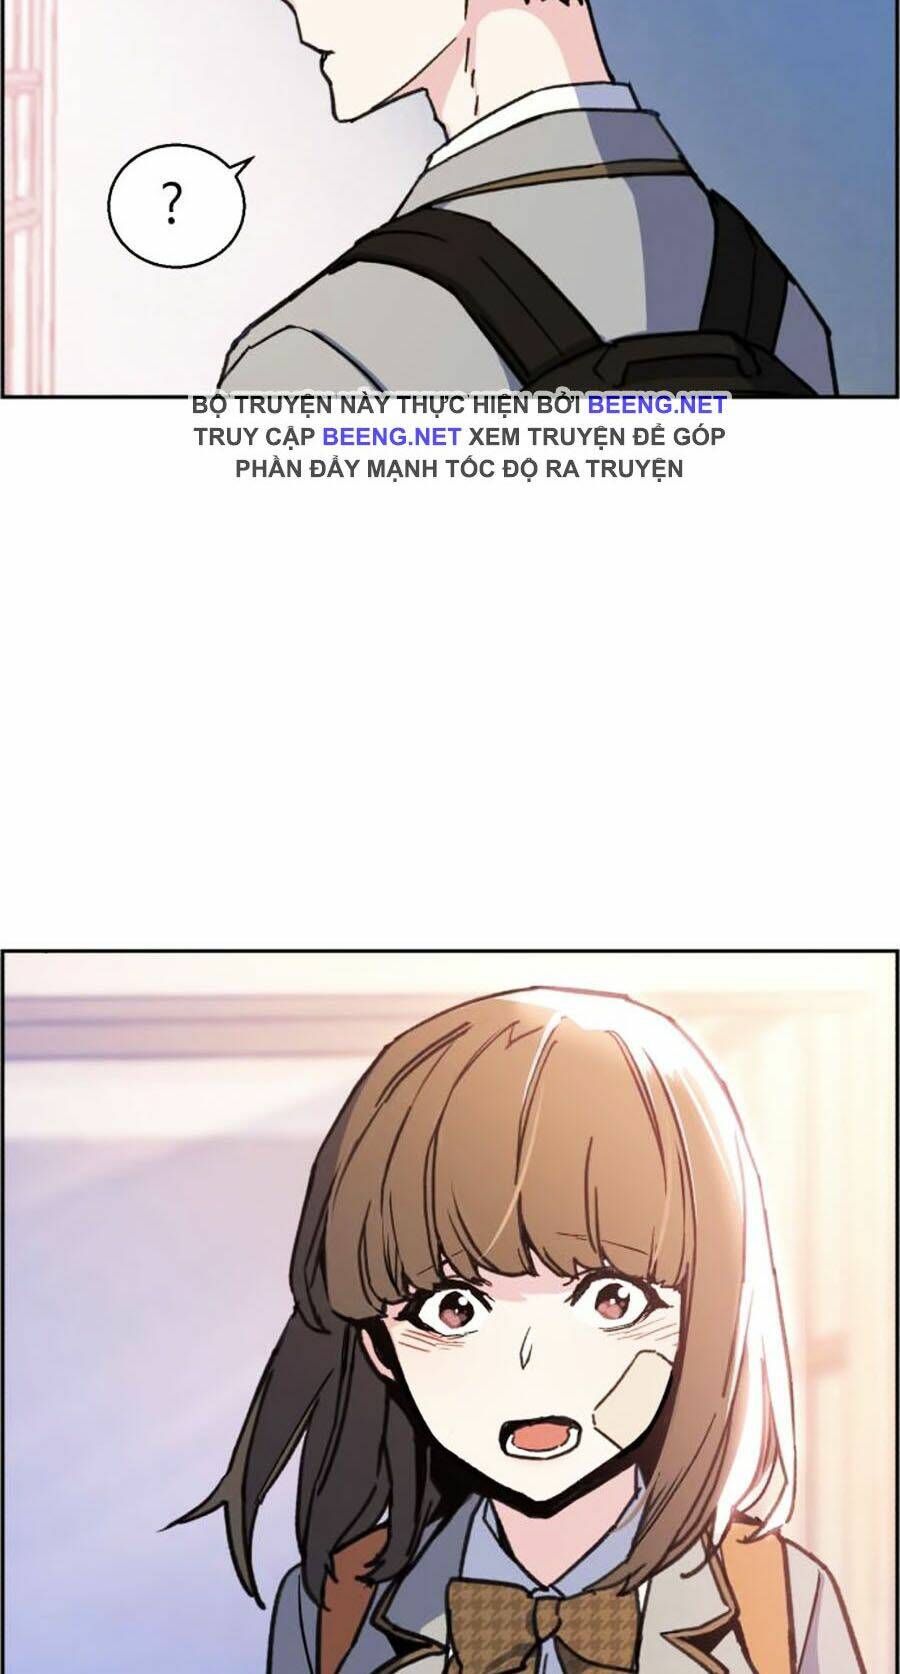 ?
BỘ TRUYỆN NÀY THỰC HIỆN BỞI BEENG.NET
TRUY CẬP BEENG.NET XEM TRUYỆN ĐỂ GÓP
PHẦN ĐẨY MẠNH TỐC ĐỘ RA TRUYỆN